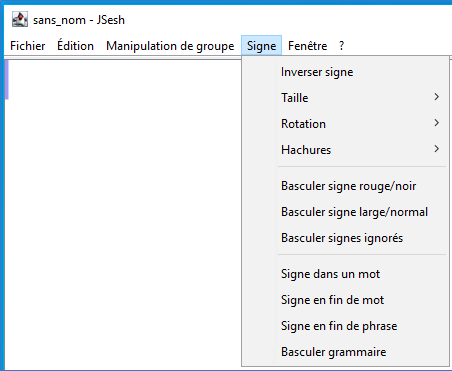 sans_nom - JSesh
Fichier Édition Manipulation de groupe Signe Fenêtre ?
Inverser signe
Taille
Rotation
Hachures
Basculer signe rouge/noir
Basculer signe large/normal
Basculer signes ignorés
Signe dans un mot
Signe en fin de mot
Signe en fin de phrase
Basculer grammaire